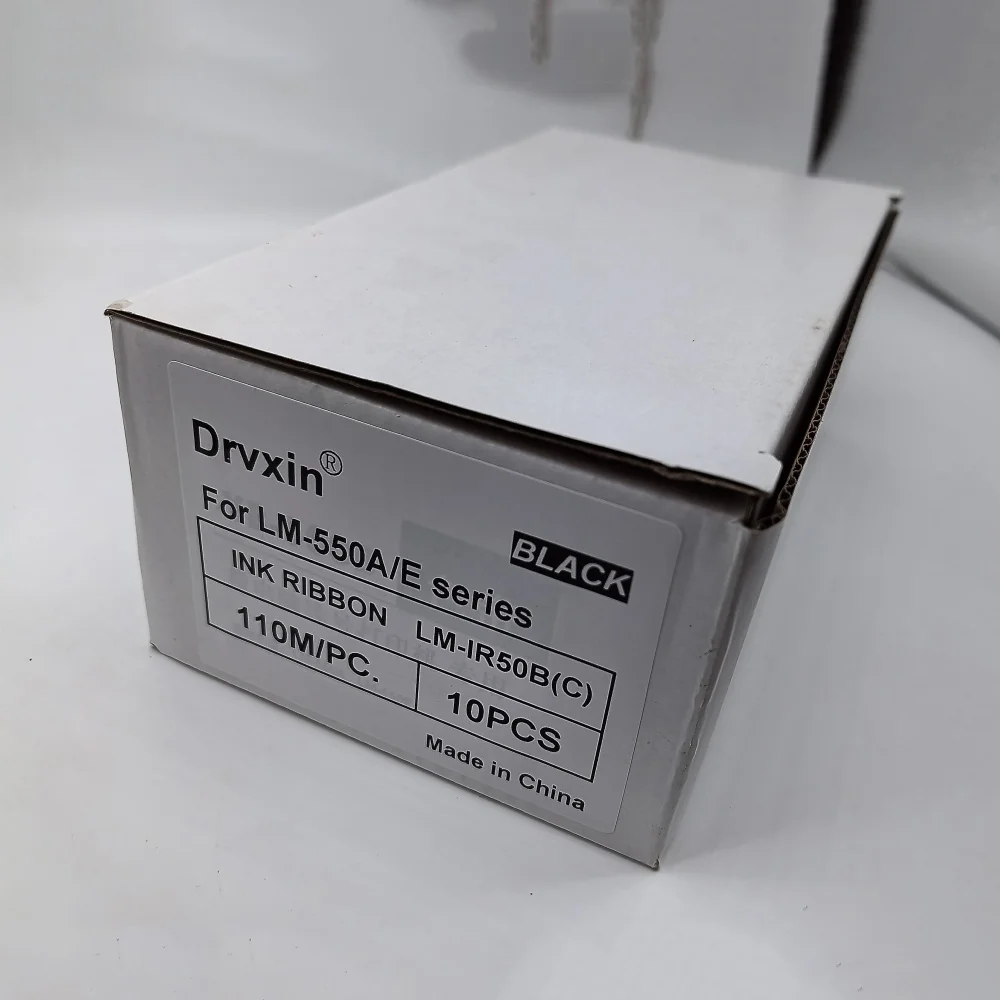 Drvxin®
For LM-550A/E series
BLACK
INK RIBBON LM-IR50B(C)
110M/PC. 10PCS
Made in China